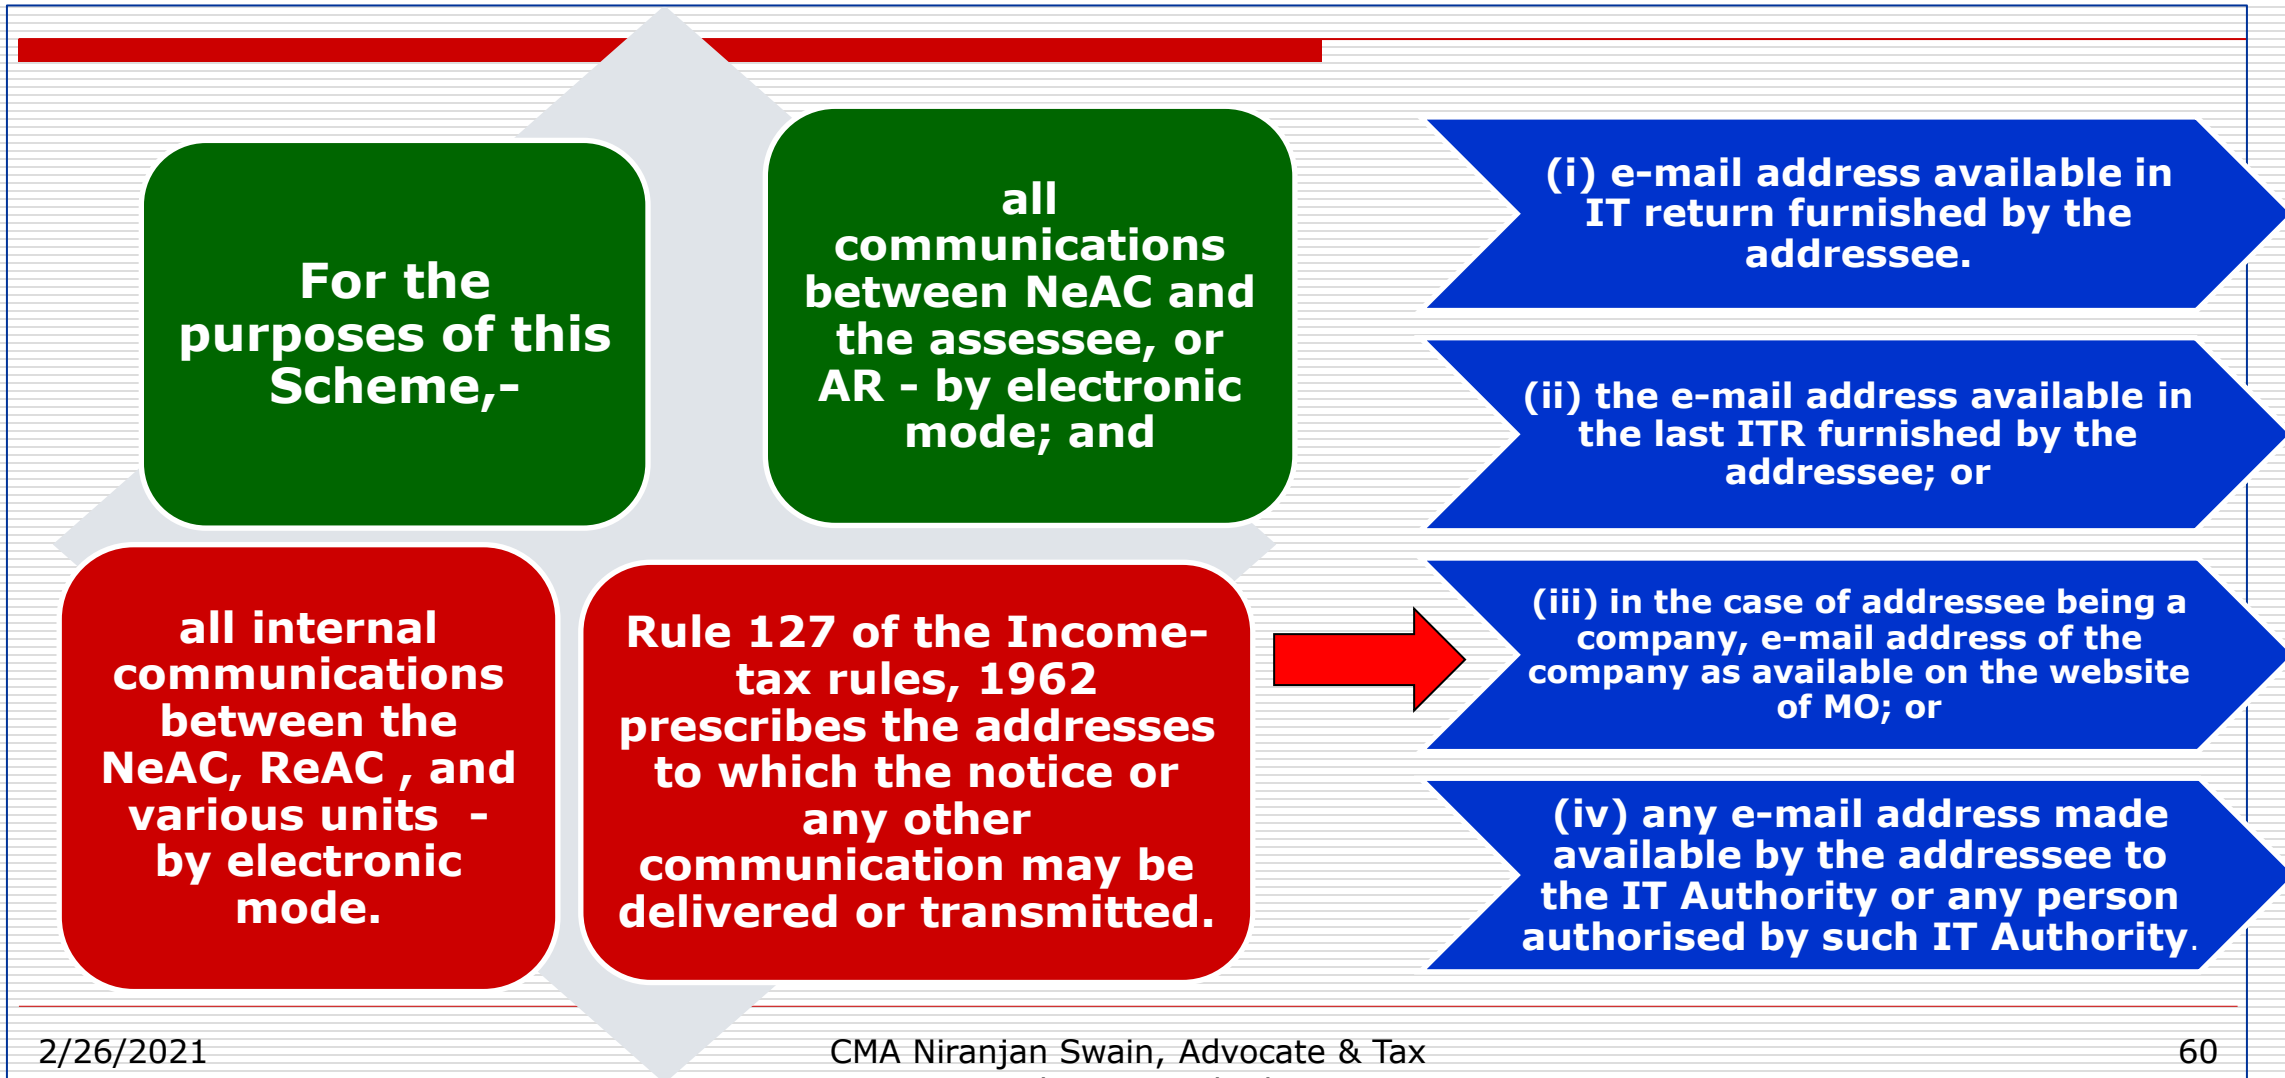 For the
purposes of this
Scheme,-
all
communications
between NeAC and
the assessee, or
AR – by electronic
mode; and
all internal
communications
between the
NeAC, ReAC , and
various units -
by electronic
mode.
Rule 127 of the Income-
tax rules, 1962
prescribes the addresses
to which the notice or
any other
communication may be
delivered or transmitted.
(i) e-mail address available in
IT return furnished by the
addressee.
(ii) the e-mail address available in
the last ITR furnished by the
addressee; or
(iii) in the case of addressee being a
company, e-mail address of the
company as available on the website
of MO; or
(iv) any e-mail address made
available by the addressee to
the IT Authority or any person
authorised by such IT Authority.
2/26/2021
CMA Niranjan Swain, Advocate & Tax
60